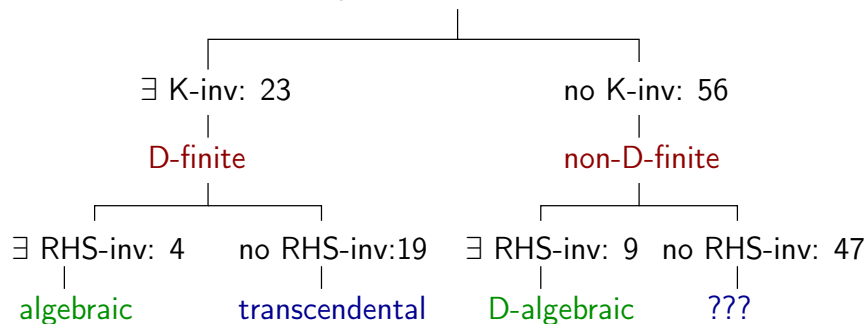 ∃ K-inv: 23 no K-inv: 56
D-finite non-D-finite
∃ RHS-inv: 4 no RHS-inv:19 ∃ RHS-inv: 9 no RHS-inv: 47
algebraic transcendental D-algebraic ???